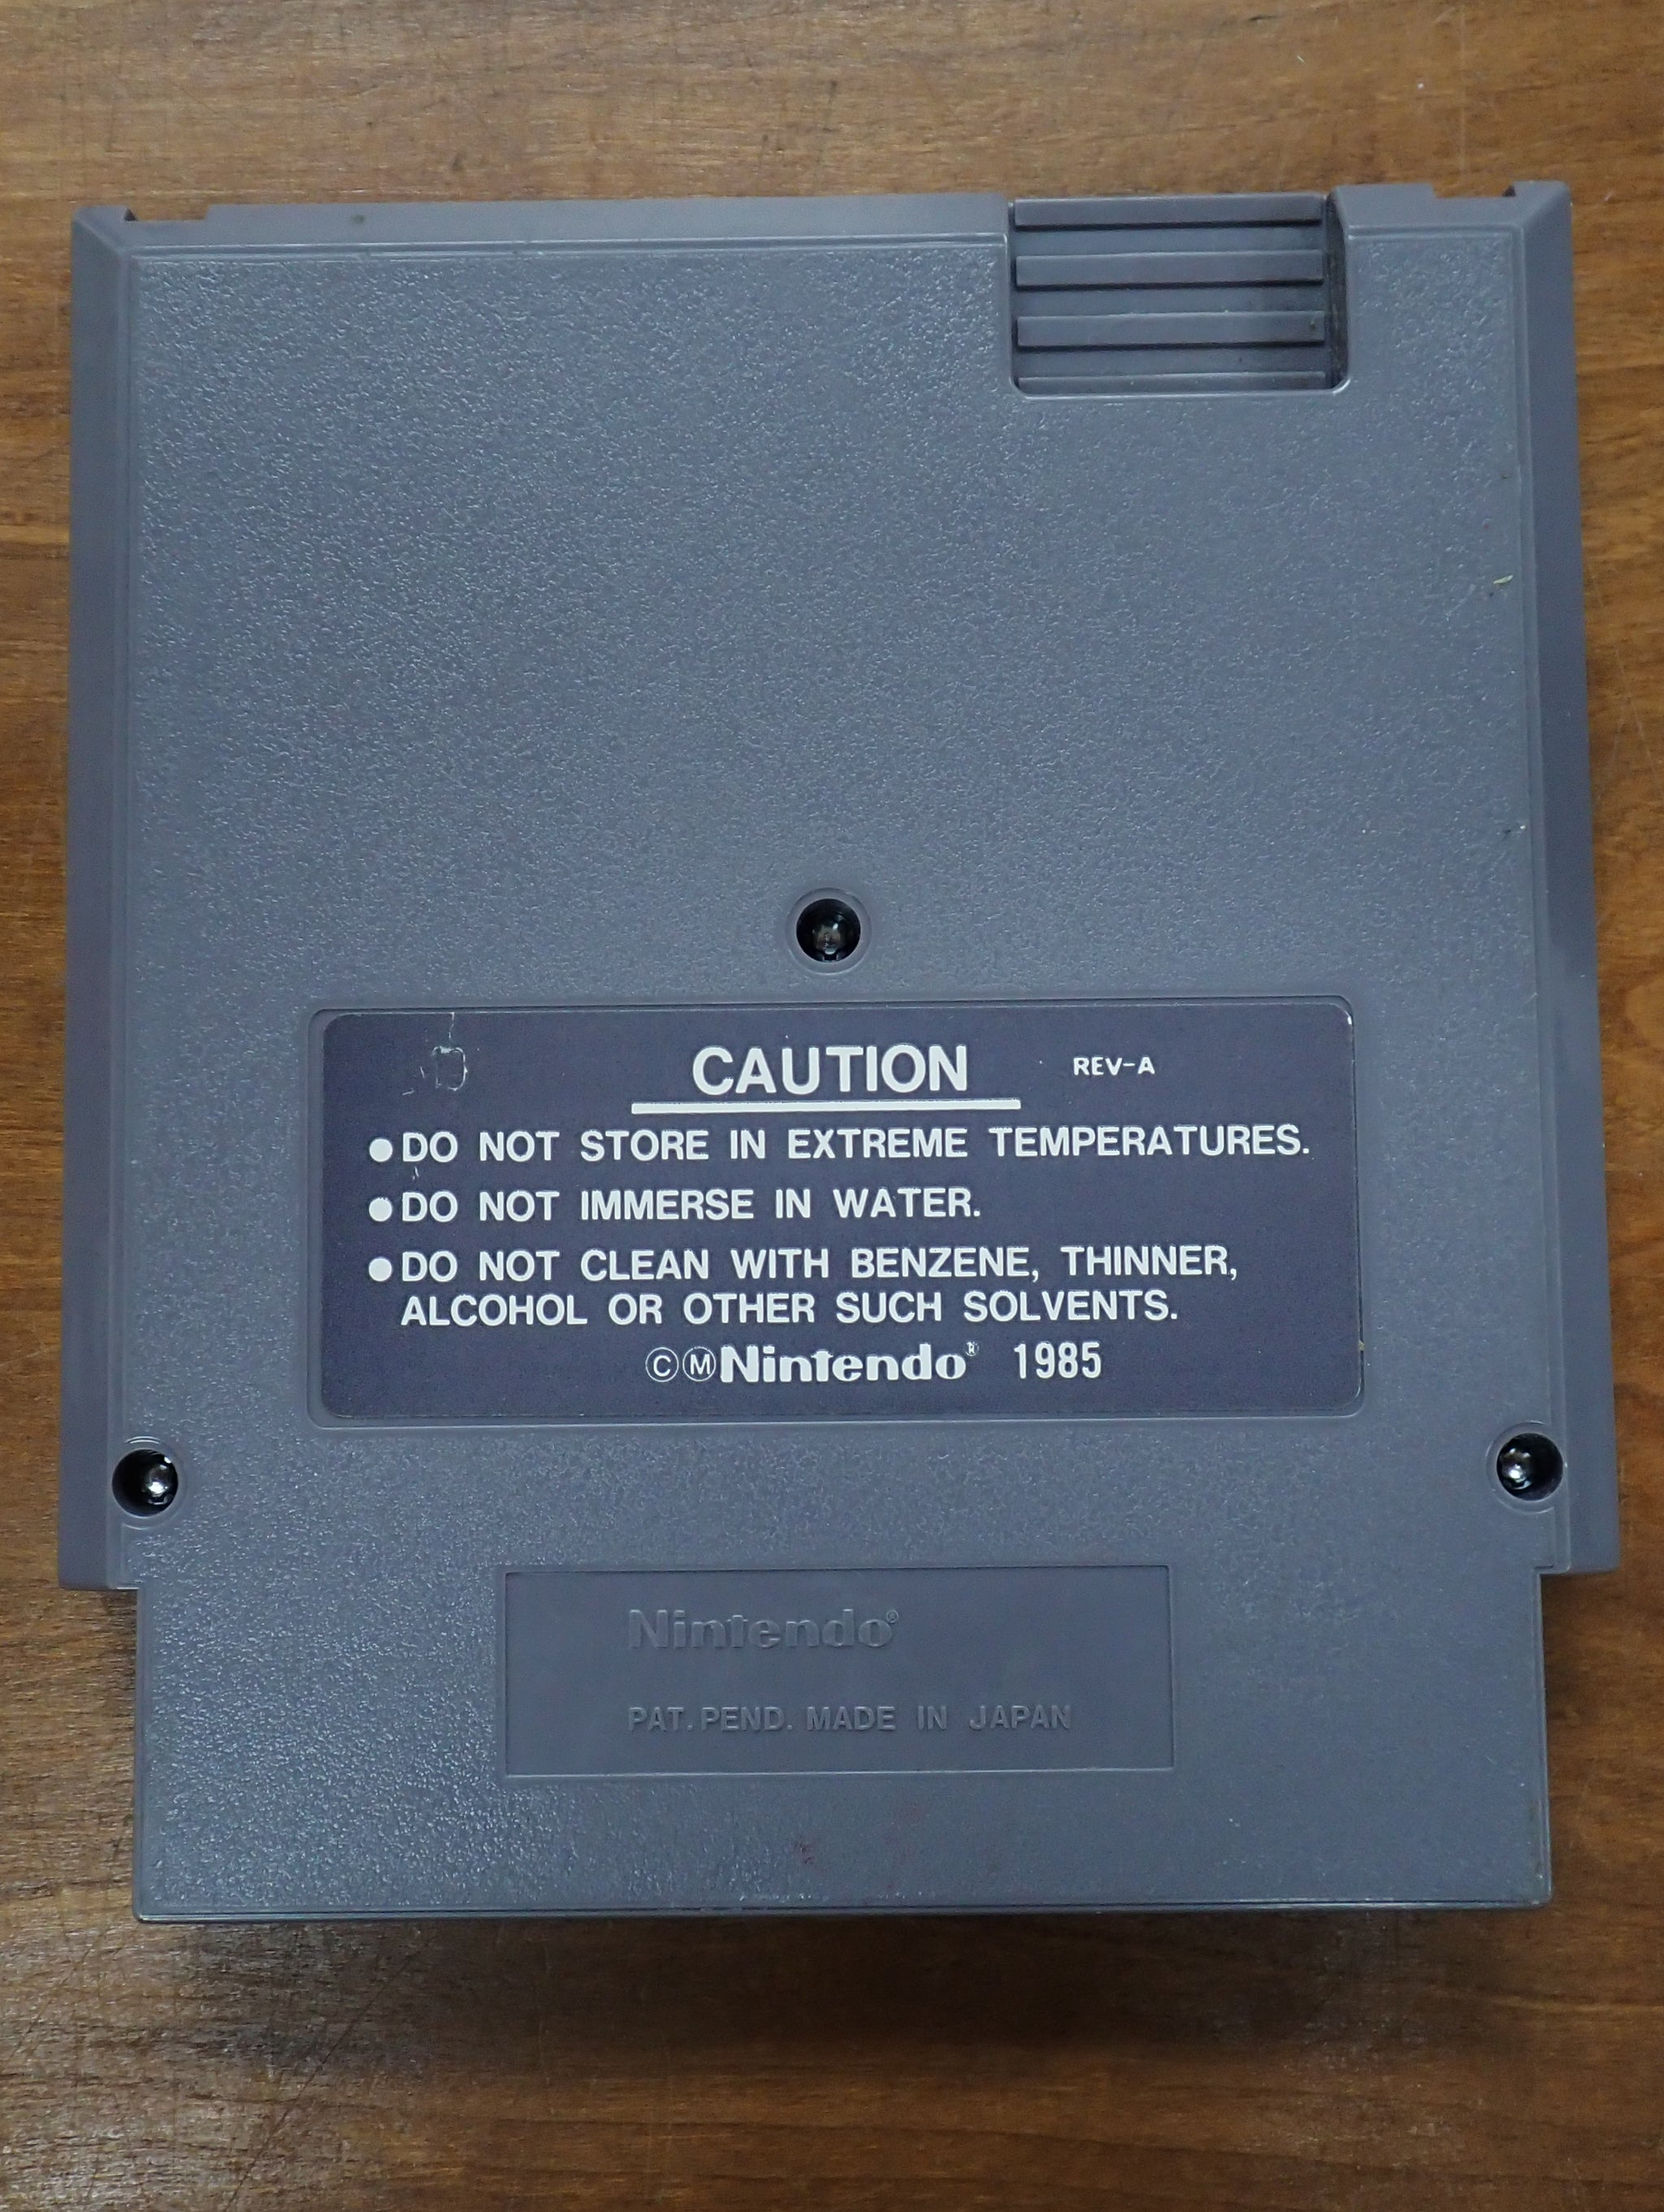 CAUTION REV-A
●DO NOT STORE IN EXTREME TEMPERATURES.
●DO NOT IMMERSE IN WATER.
●DO NOT CLEAN WITH BENZENE, THINNER,
ALCOHOL OR OTHER SUCH SOLVENTS.
©ⓂNintendo® 1985
Nintendo®
PAT. PEND. MADE IN JAPAN